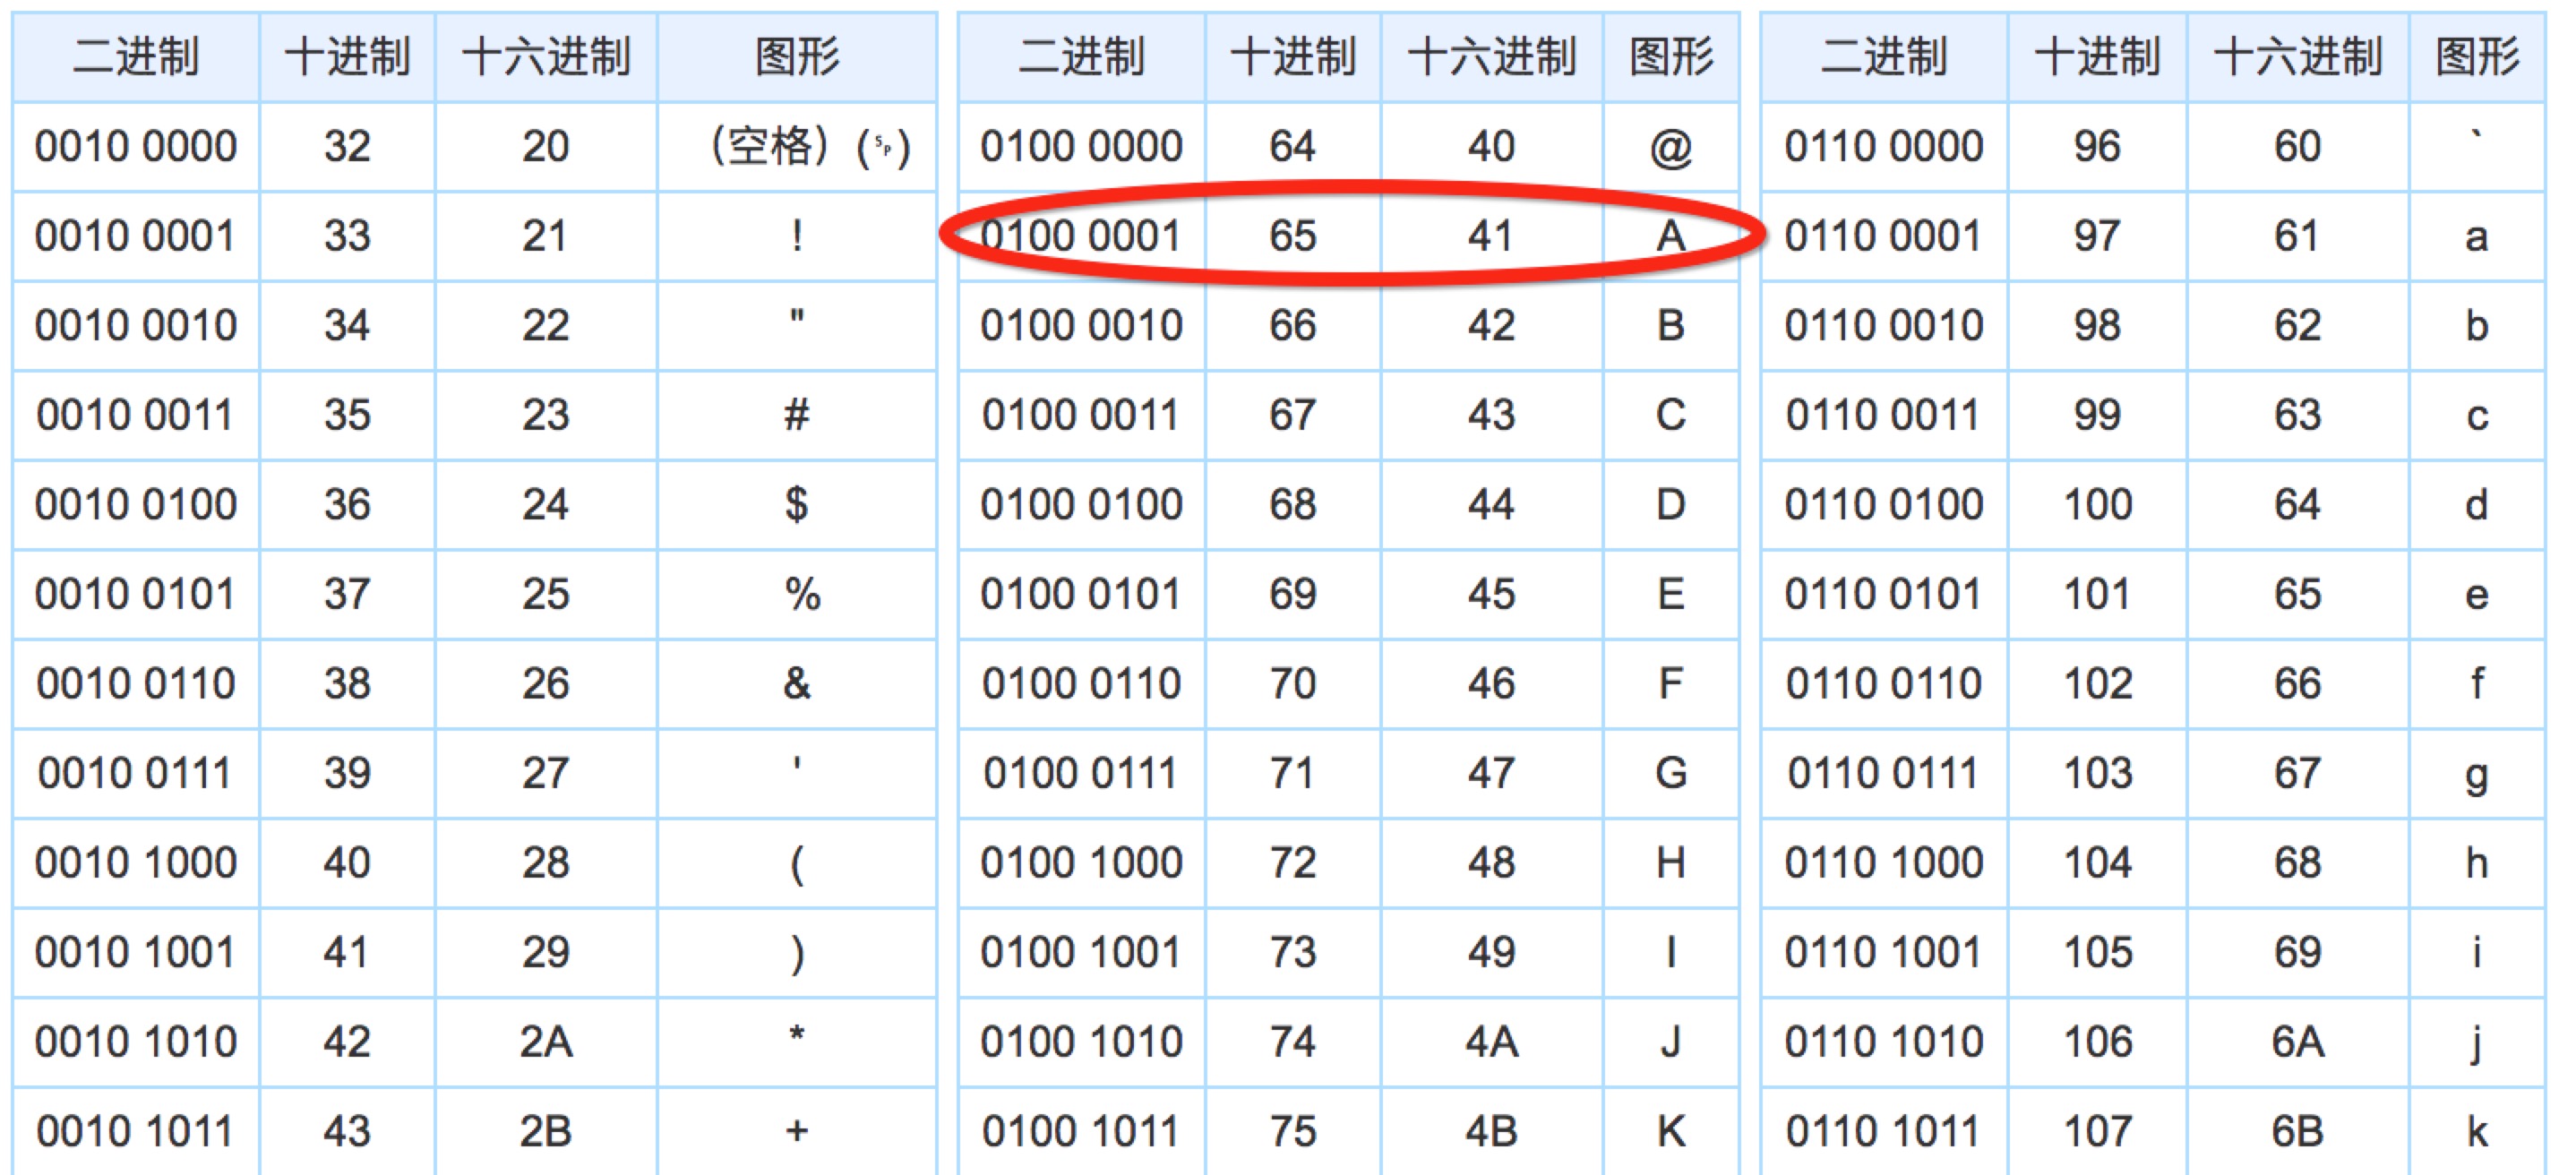 二进制 十进制 十六进制 图形 二进制 十进制 十六进制 图形 二进制 十进制 十六进制 图形
0010 0000 32 20 （空格）(␠) 0100 0000 64 40 @ 0110 0000 96 60 `
0010 0001 33 21 ! 0100 0001 65 41 A 0110 0001 97 61 a
0010 0010 34 22 " 0100 0010 66 42 B 0110 0010 98 62 b
0010 0011 35 23 # 0100 0011 67 43 C 0110 0011 99 63 c
0010 0100 36 24 $ 0100 0100 68 44 D 0110 0100 100 64 d
0010 0101 37 25 % 0100 0101 69 45 E 0110 0101 101 65 e
0010 0110 38 26 & 0100 0110 70 46 F 0110 0110 102 66 f
0010 0111 39 27 ' 0100 0111 71 47 G 0110 0111 103 67 g
0010 1000 40 28 ( 0100 1000 72 48 H 0110 1000 104 68 h
0010 1001 41 29 ) 0100 1001 73 49 I 0110 1001 105 69 i
0010 1010 42 2A * 0100 1010 74 4A J 0110 1010 106 6A j
0010 1011 43 2B + 0100 1011 75 4B K 0110 1011 107 6B k